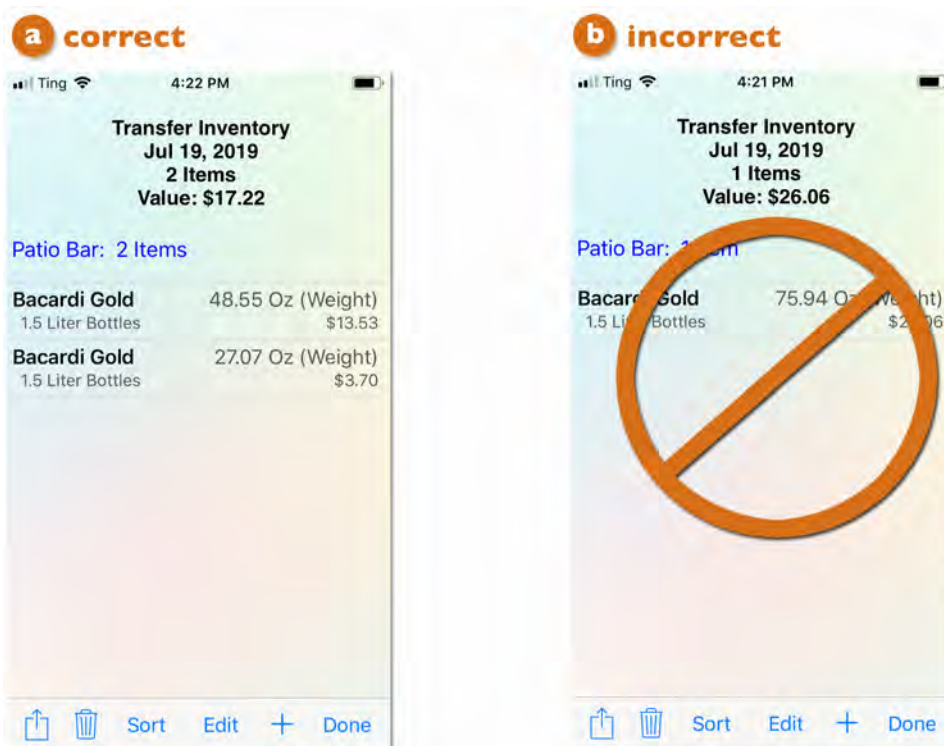 a correct
Ting 4:22 PM
Transfer Inventory
Jul 19, 2019
2 Items
Value: $17.22
Patio Bar: 2 Items
Bacardi Gold 48.55 Oz (Weight)
1.5 Liter Bottles $13.53
Bacardi Gold 27.07 Oz (Weight)
1.5 Liter Bottles $3.70
Sort Edit + Done
b incorrect
Ting 4:21 PM
Transfer Inventory
Jul 19, 2019
1 Items
Value: $26.06
Patio Bar:
Gold 75.94
1.5 Bottles
Sort Edit + Done